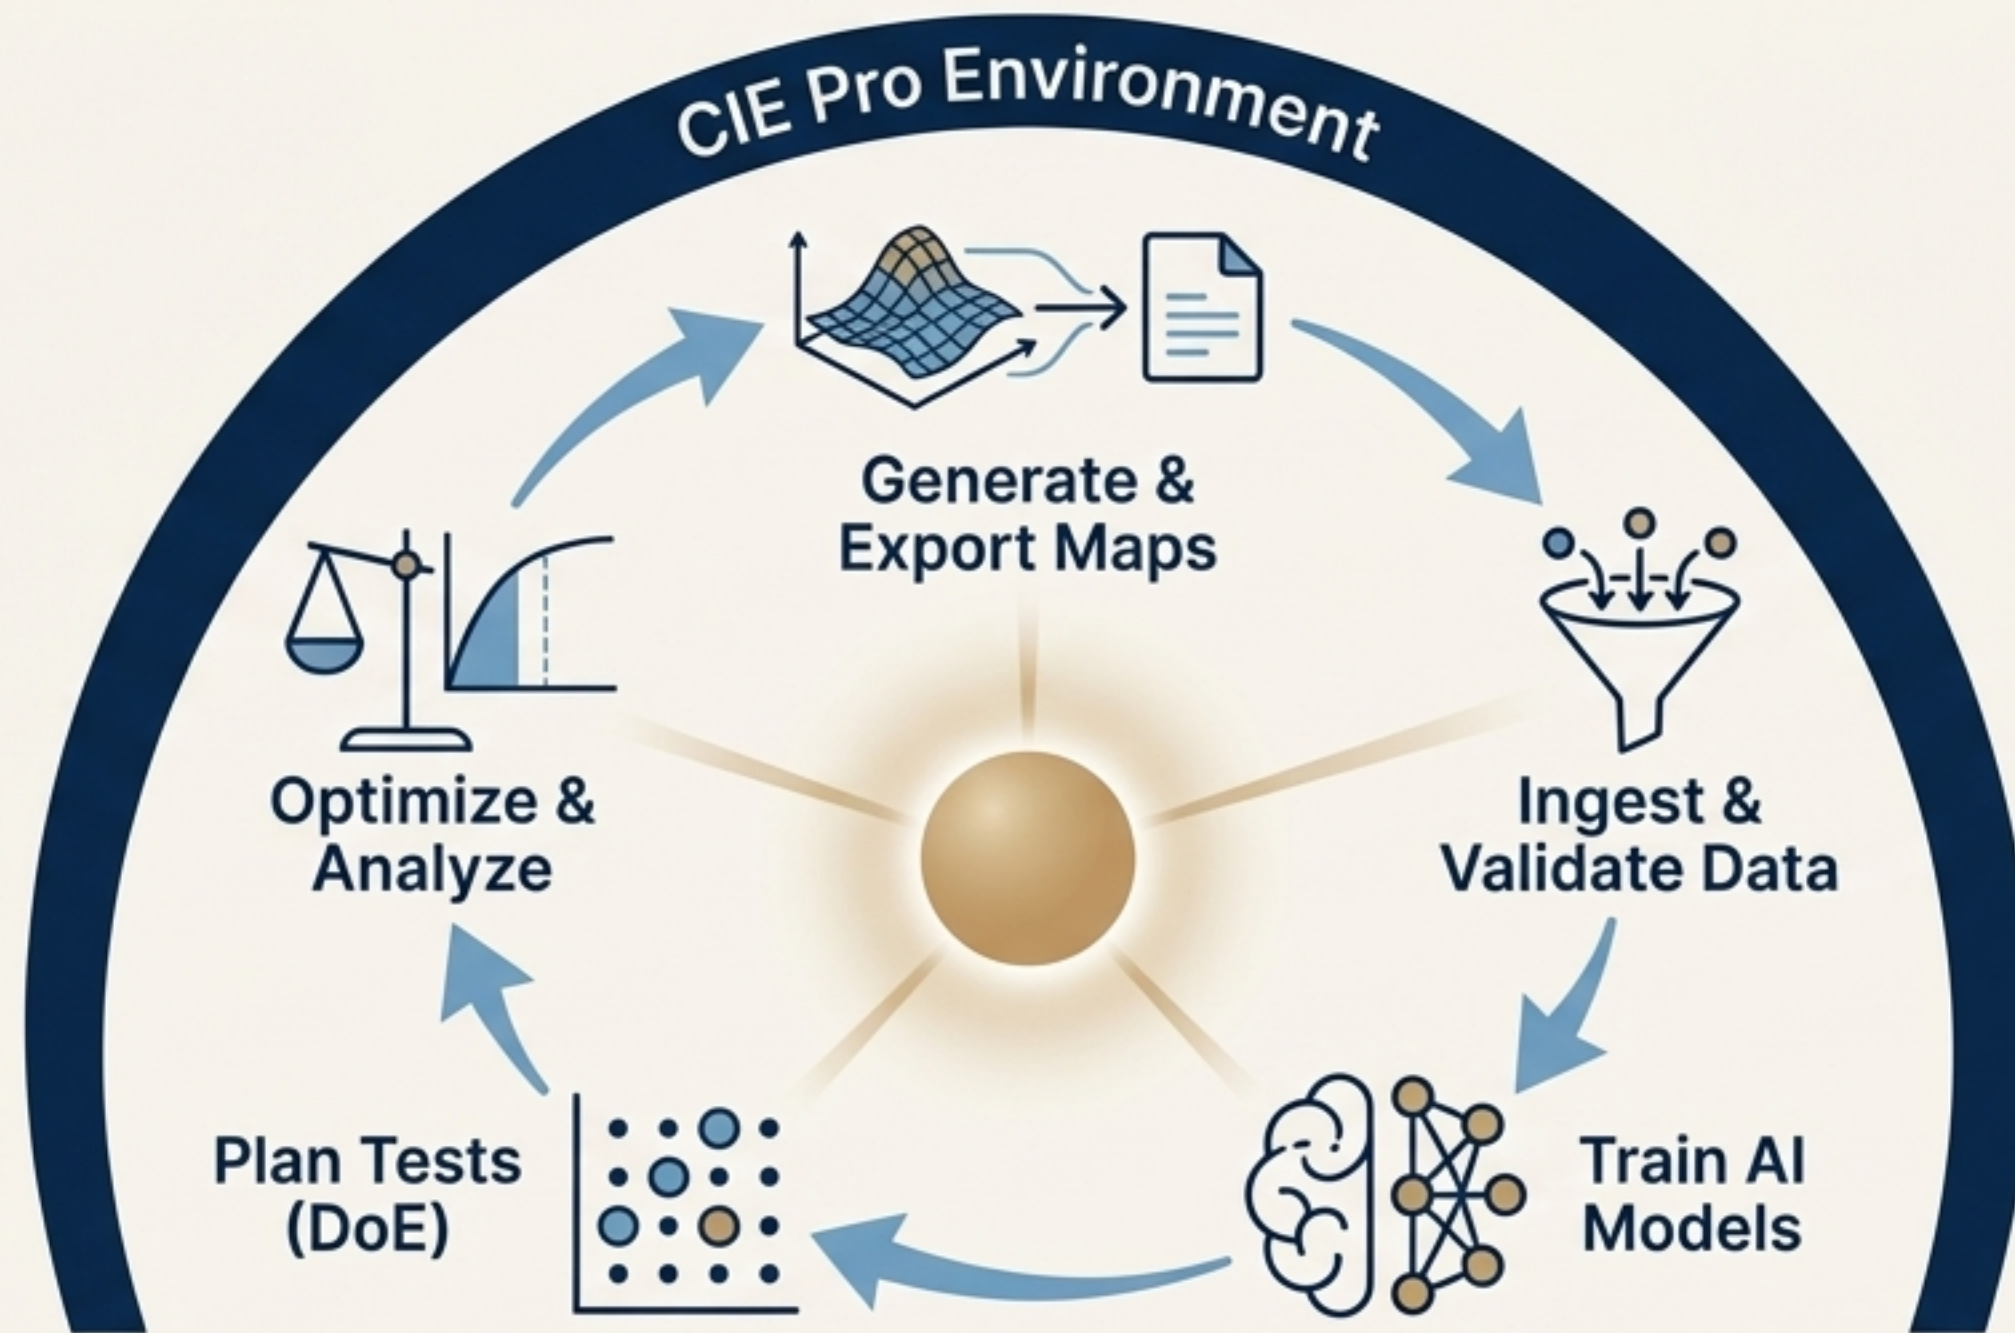 CIE Pro Environment
Generate &
Export Maps
Optimize &
Analyze
Ingest &
Validate Data
Plan Tests
(DoE)
Train AI
Models